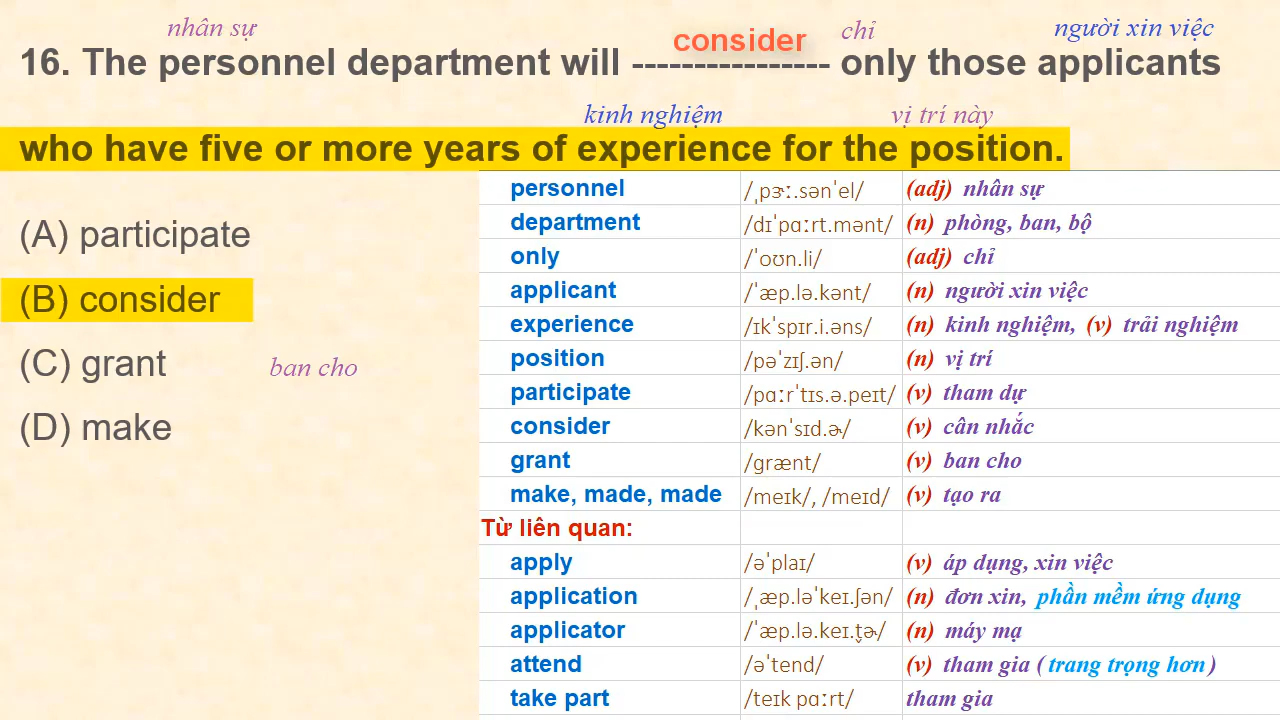 nhân sự consider chỉ người xin việc
16. The personnel department will ---------------- only those applicants
kinh nghiệm vị trí này
who have five or more years of experience for the position.
(A) participate
(B) consider
(C) grant ban cho
(D) make
personnel /ˌpɝː.sənˈel/ (adj) nhân sự
department /dɪˈpɑːrt.mənt/ (n) phòng, ban, bộ
only /ˈoʊn.li/ (adj) chỉ
applicant /ˈæp.lə.kənt/ (n) người xin việc
experience /ɪkˈspɪr.i.əns/ (n) kinh nghiệm, (v) trải nghiệm
position /pəˈzɪʃ.ən/ (n) vị trí
participate /pɑːrˈtɪs.ə.peɪt/ (v) tham dự
consider /kənˈsɪd.ɚ/ (v) cân nhắc
grant /ɡrænt/ (v) ban cho
make, made, made /meɪk/, /meɪd/ (v) tạo ra
Từ liên quan:
apply /əˈplaɪ/ (v) áp dụng, xin việc
application /ˌæp.ləˈkeɪ.ʃən/ (n) đơn xin, phần mềm ứng dụng
applicator /ˈæp.lə.keɪ.t̬ɚ/ (n) máy mạ
attend /əˈtend/ (v) tham gia (trang trọng hơn)
take part /teɪk pɑːrt/ tham gia